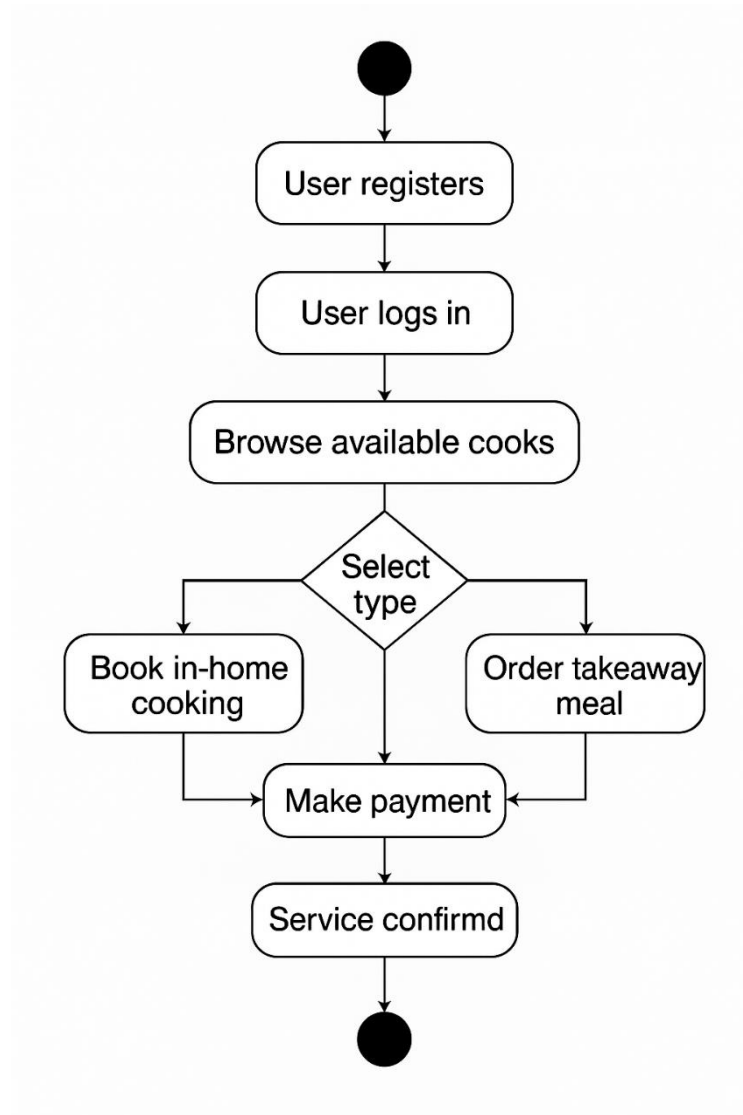 User registers
User logs in
Browse available cooks
Select
type
Book in-home
cooking
Order takeaway
meal
Make payment
Service confirmd